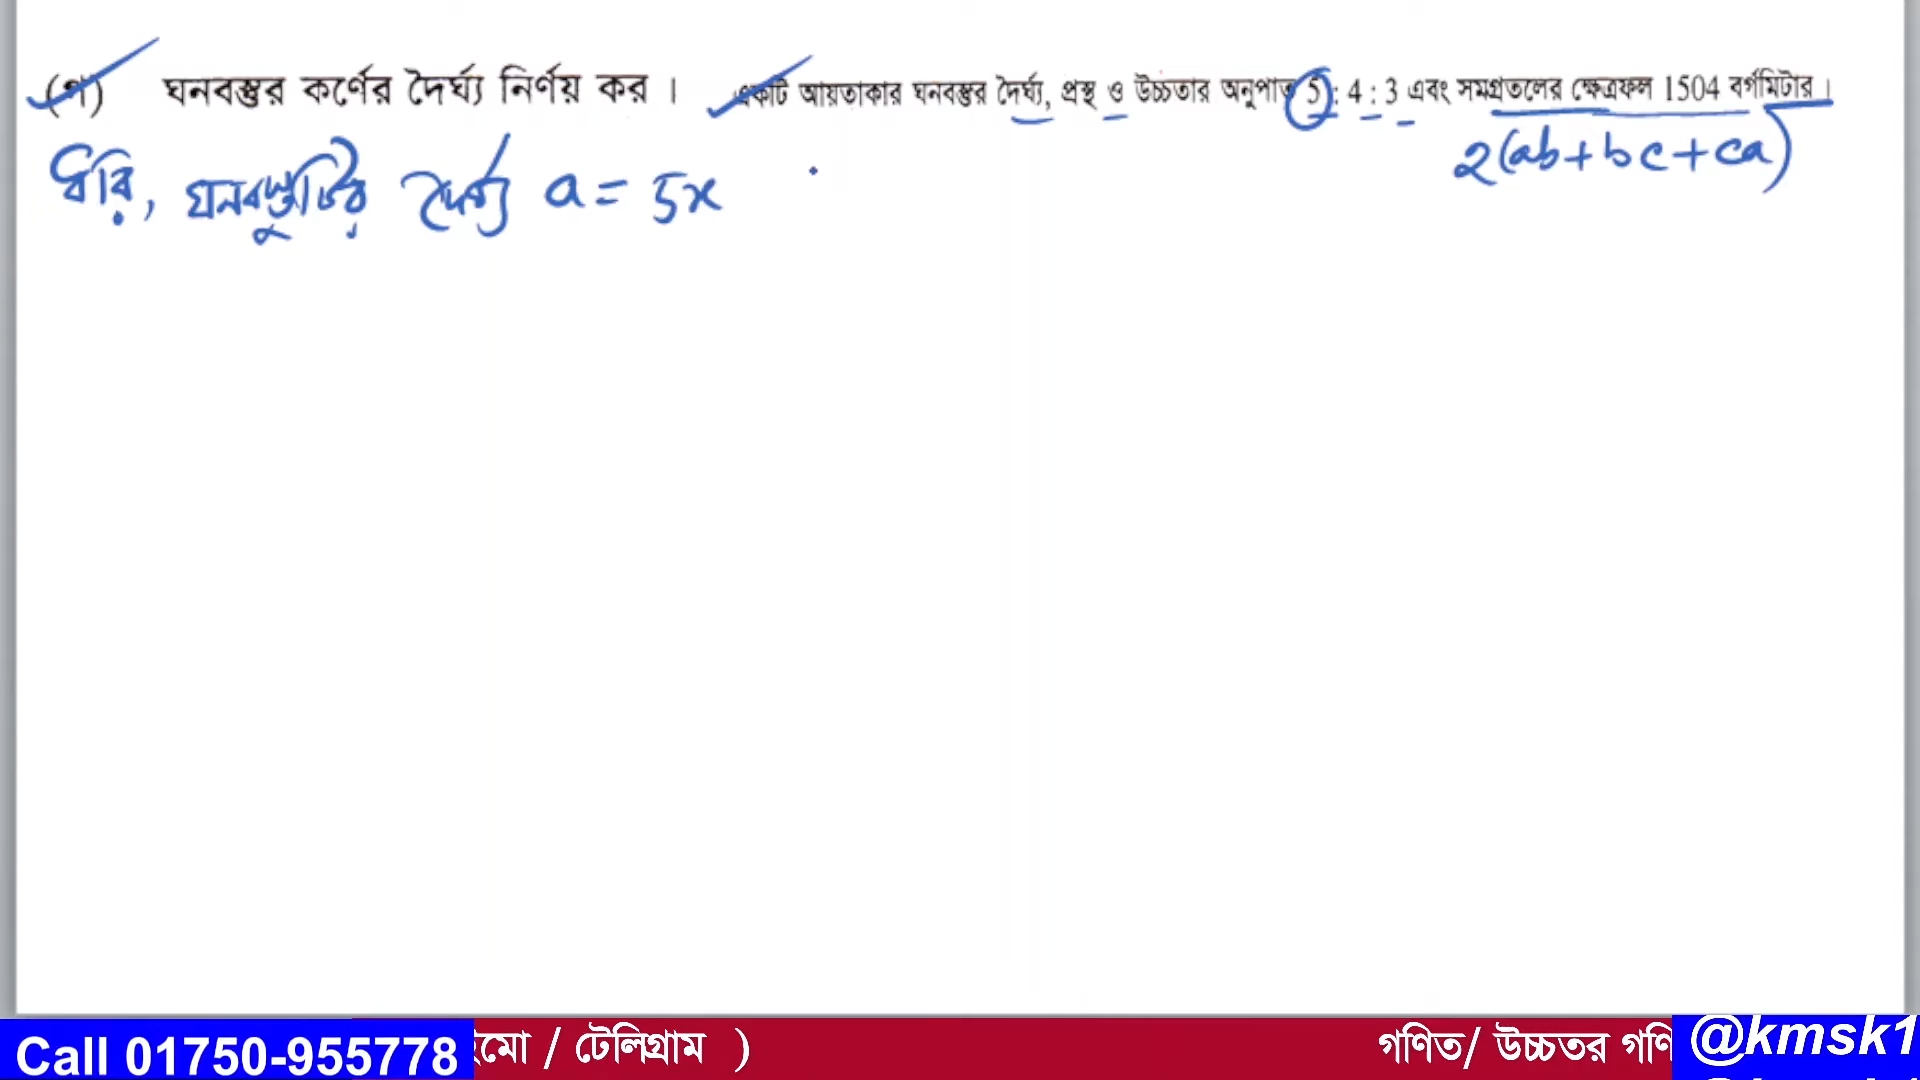 (গ) ঘনবস্তুর কর্ণের দৈর্ঘ্য নির্ণয় কর ।
একটি আয়তাকার ঘনবস্তুর দৈর্ঘ্য, প্রস্থ ও উচ্চতার অনুপাত 5 : 4 : 3 এবং সমগ্রতলের ক্ষেত্রফল 1504 বর্গমিটার ।
2(ab+bc+ca)
ধরি, ঘনবস্তুটির দৈর্ঘ্য a = 5x
Call 01750-955778
ইমো / টেলিগ্রাম )
গণিত/ উচ্চতর গণি
@kmsk1